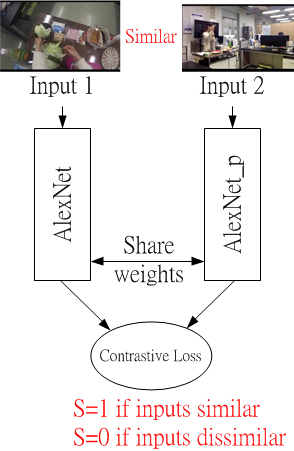 Similar
Input 1
Input 2
AlexNet
AlexNet_p
Share
weights
Contrastive Loss
S=1 if inputs similar
S=0 if inputs dissimilar